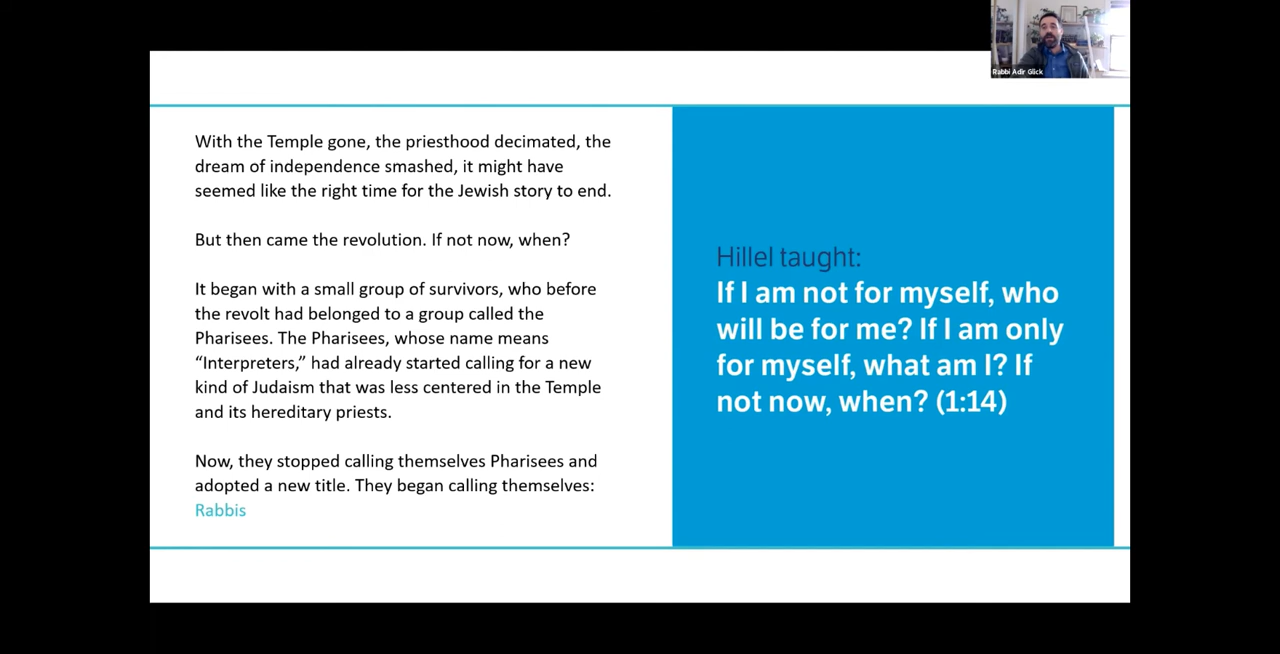 Rabbi Adir Glick
With the Temple gone, the priesthood decimated, the
dream of independence smashed, it might have
seemed like the right time for the Jewish story to end.
But then came the revolution. If not now, when?
It began with a small group of survivors, who before
the revolt had belonged to a group called the
Pharisees. The Pharisees, whose name means
“Interpreters,” had already started calling for a new
kind of Judaism that was less centered in the Temple
and its hereditary priests.
Now, they stopped calling themselves Pharisees and
adopted a new title. They began calling themselves:
Rabbis
Hillel taught:
If I am not for myself, who
will be for me? If I am only
for myself, what am I? If
not now, when? (1:14)